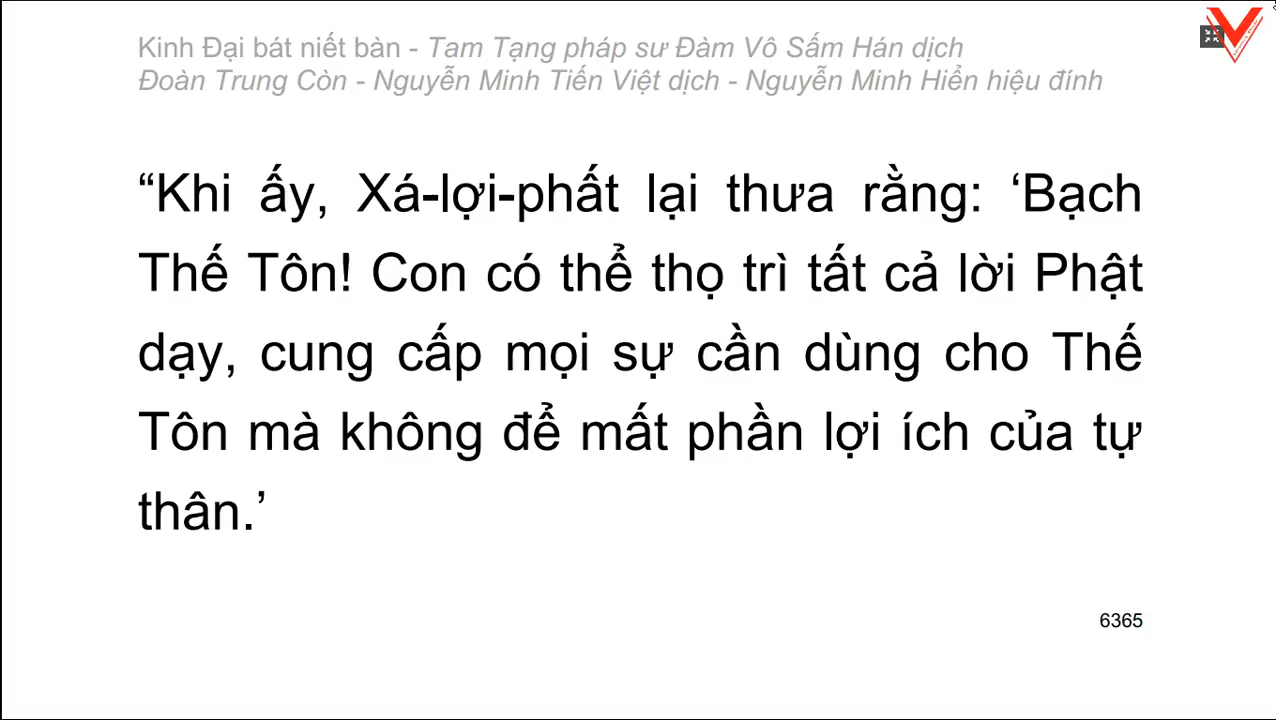 Kinh Đại bát niết bàn - Tam Tạng pháp sư Đàm Vô Sấm Hán dịch
Đoàn Trung Còn - Nguyễn Minh Tiến Việt dịch - Nguyễn Minh Hiển hiệu đính
“Khi ấy, Xá-lợi-phất lại thưa rằng: ‘Bạch
Thế Tôn! Con có thể thọ trì tất cả lời Phật
dạy, cung cấp mọi sự cần dùng cho Thế
Tôn mà không để mất phần lợi ích của tự
thân.’
6365